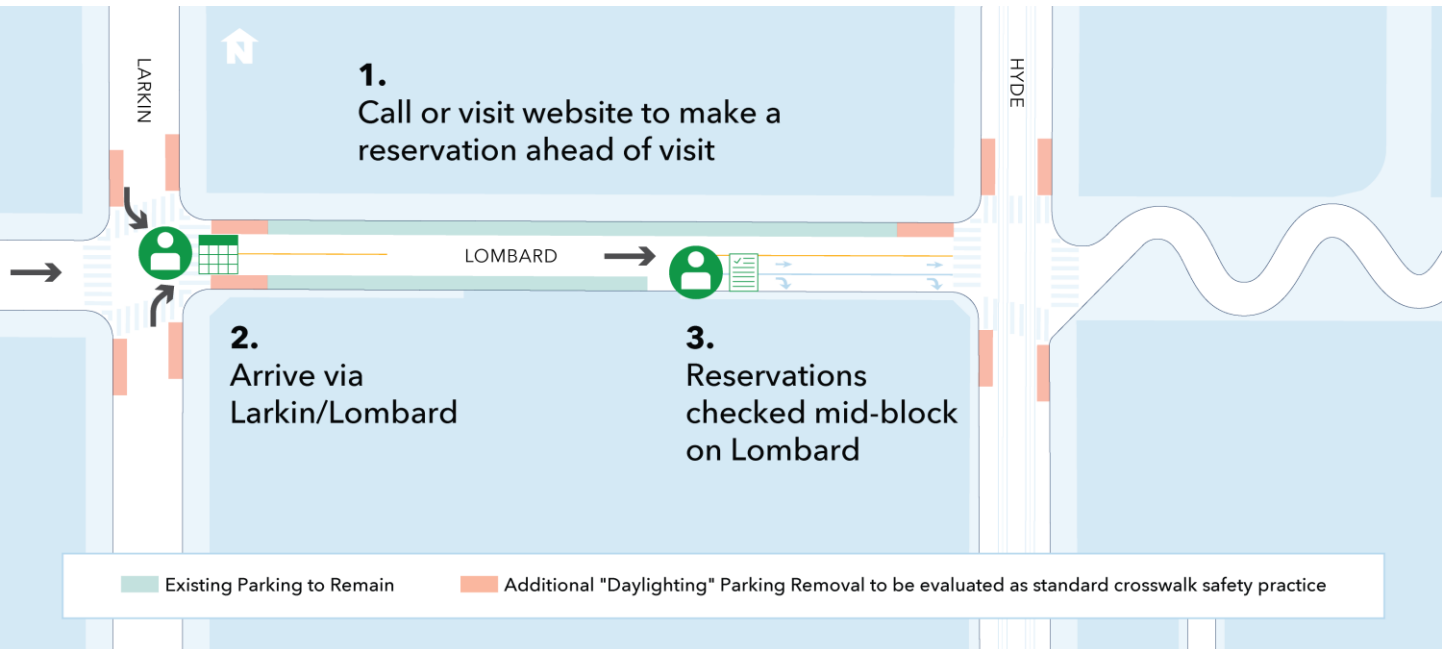 N
LARKIN
HYDE
1.
Call or visit website to make a
reservation ahead of visit
LOMBARD
2.
Arrive via
Larkin/Lombard
3.
Reservations
checked mid-block
on Lombard
Existing Parking to Remain
Additional "Daylighting" Parking Removal to be evaluated as standard crosswalk safety practice